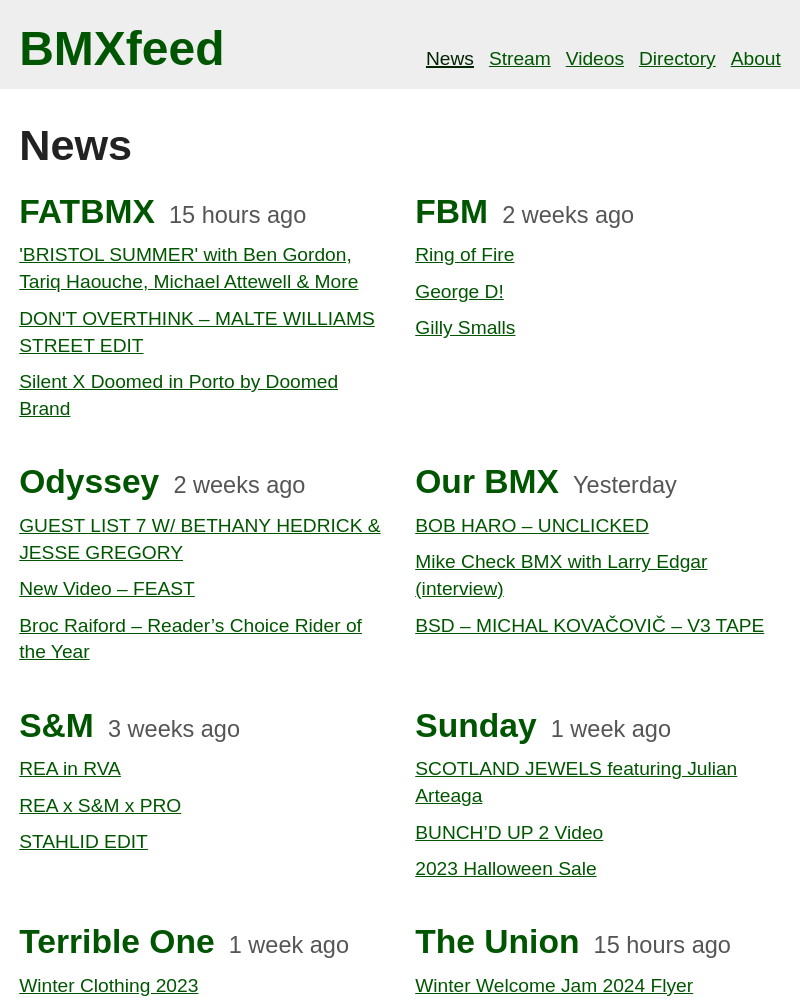 BMXfeed
News Stream Videos Directory About
News
FATBMX 15 hours ago
'BRISTOL SUMMER' with Ben Gordon,
Tariq Haouche, Michael Attewell & More
DON'T OVERTHINK – MALTE WILLIAMS
STREET EDIT
Silent X Doomed in Porto by Doomed
Brand
FBM 2 weeks ago
Ring of Fire
George D!
Gilly Smalls
Odyssey 2 weeks ago
GUEST LIST 7 W/ BETHANY HEDRICK &
JESSE GREGORY
New Video – FEAST
Broc Raiford – Reader’s Choice Rider of
the Year
Our BMX Yesterday
BOB HARO – UNCLICKED
Mike Check BMX with Larry Edgar
(interview)
BSD – MICHAL KOVAČOVIČ – V3 TAPE
S&M 3 weeks ago
REA in RVA
REA x S&M x PRO
STAHLID EDIT
Sunday 1 week ago
SCOTLAND JEWELS featuring Julian
Arteaga
BUNCH’D UP 2 Video
2023 Halloween Sale
Terrible One 1 week ago
Winter Clothing 2023
The Union 15 hours ago
Winter Welcome Jam 2024 Flyer